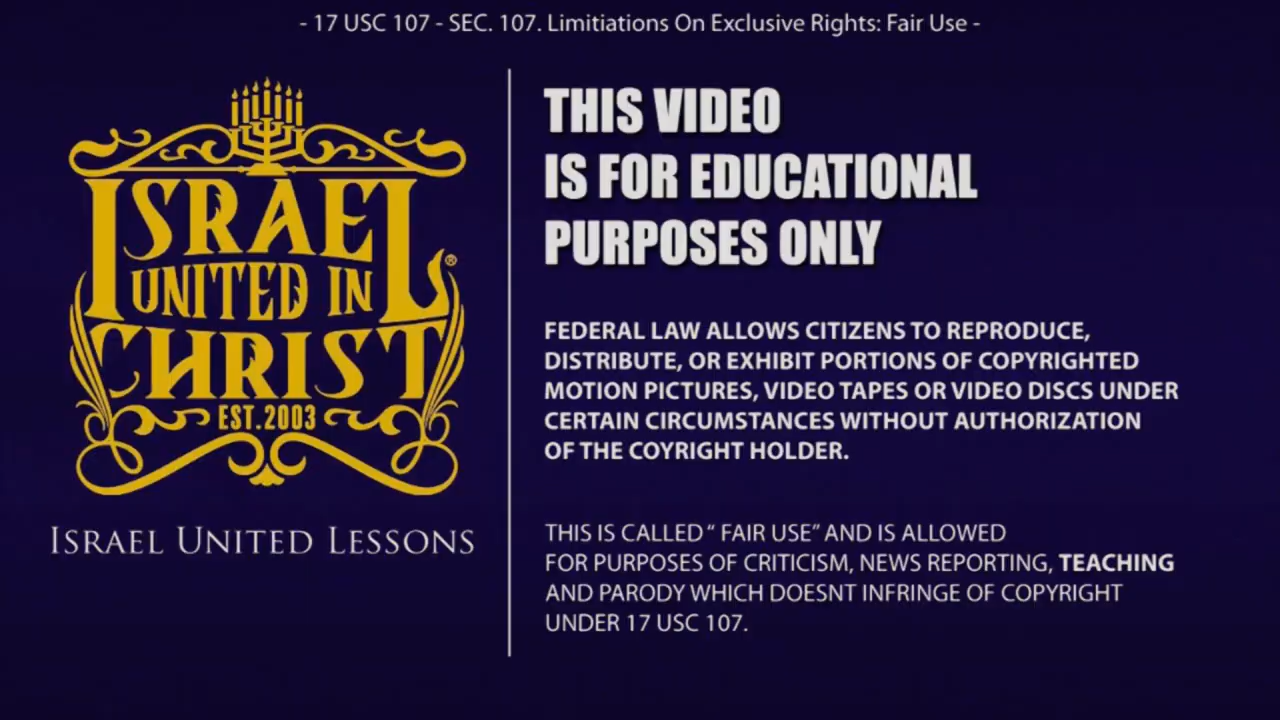 - 17 USC 107 - SEC. 107. Limitiations On Exclusive Rights: Fair Use -
ISRAEL
UNITED IN
CHRIST
®
EST.2003
ISRAEL UNITED LESSONS
THIS VIDEO
IS FOR EDUCATIONAL
PURPOSES ONLY
FEDERAL LAW ALLOWS CITIZENS TO REPRODUCE,
DISTRIBUTE, OR EXHIBIT PORTIONS OF COPYRIGHTED
MOTION PICTURES, VIDEO TAPES OR VIDEO DISCS UNDER
CERTAIN CIRCUMSTANCES WITHOUT AUTHORIZATION
OF THE COYRIGHT HOLDER.
THIS IS CALLED “ FAIR USE” AND IS ALLOWED
FOR PURPOSES OF CRITICISM, NEWS REPORTING, TEACHING
AND PARODY WHICH DOESNT INFRINGE OF COPYRIGHT
UNDER 17 USC 107.